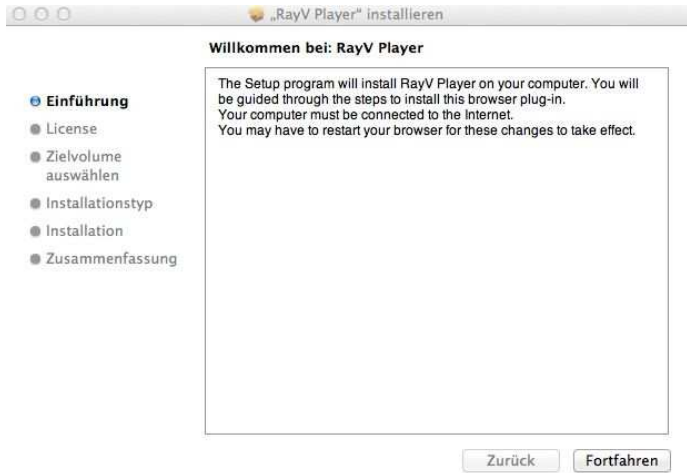 „RayV Player“ installieren
Willkommen bei: RayV Player
Einführung
License
Zielvolume
auswählen
Installationstyp
Installation
Zusammenfassung
The Setup program will install RayV Player on your computer. You will
be guided through the steps to install this browser plug-in.
Your computer must be connected to the Internet.
You may have to restart your browser for these changes to take effect.
Zurück
Fortfahren